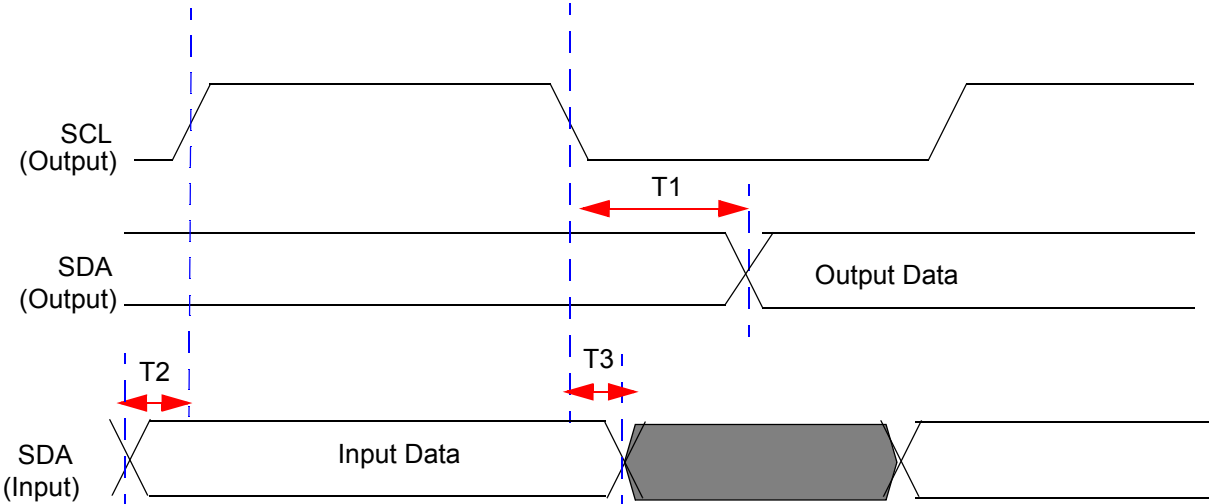 SCL
(Output)
T1
SDA
(Output)
Output Data
T2
T3
SDA
(Input)
Input Data